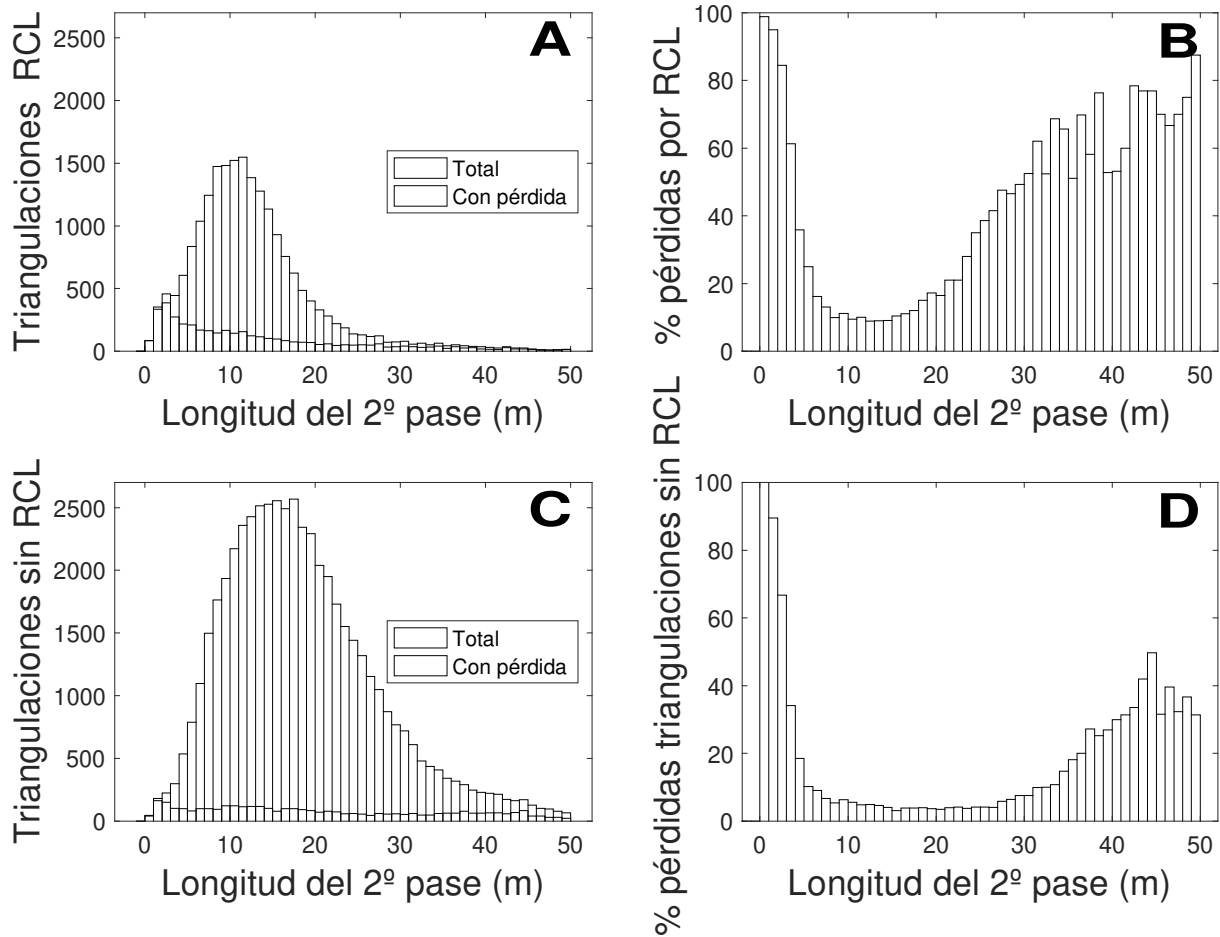 Triangulaciones RCL
2500
2000
1500
1000
500
0
A
Total
Con pérdida
0 10 20 30 40 50
Longitud del 2º pase (m)
% pérdidas por RCL
100
80
60
40
20
0
B
0 10 20 30 40 50
Longitud del 2º pase (m)
Triangulaciones sin RCL
2500
2000
1500
1000
500
0
C
Total
Con pérdida
0 10 20 30 40 50
Longitud del 2º pase (m)
% pérdidas triangulaciones sin RCL
100
80
60
40
20
0
D
0 10 20 30 40 50
Longitud del 2º pase (m)